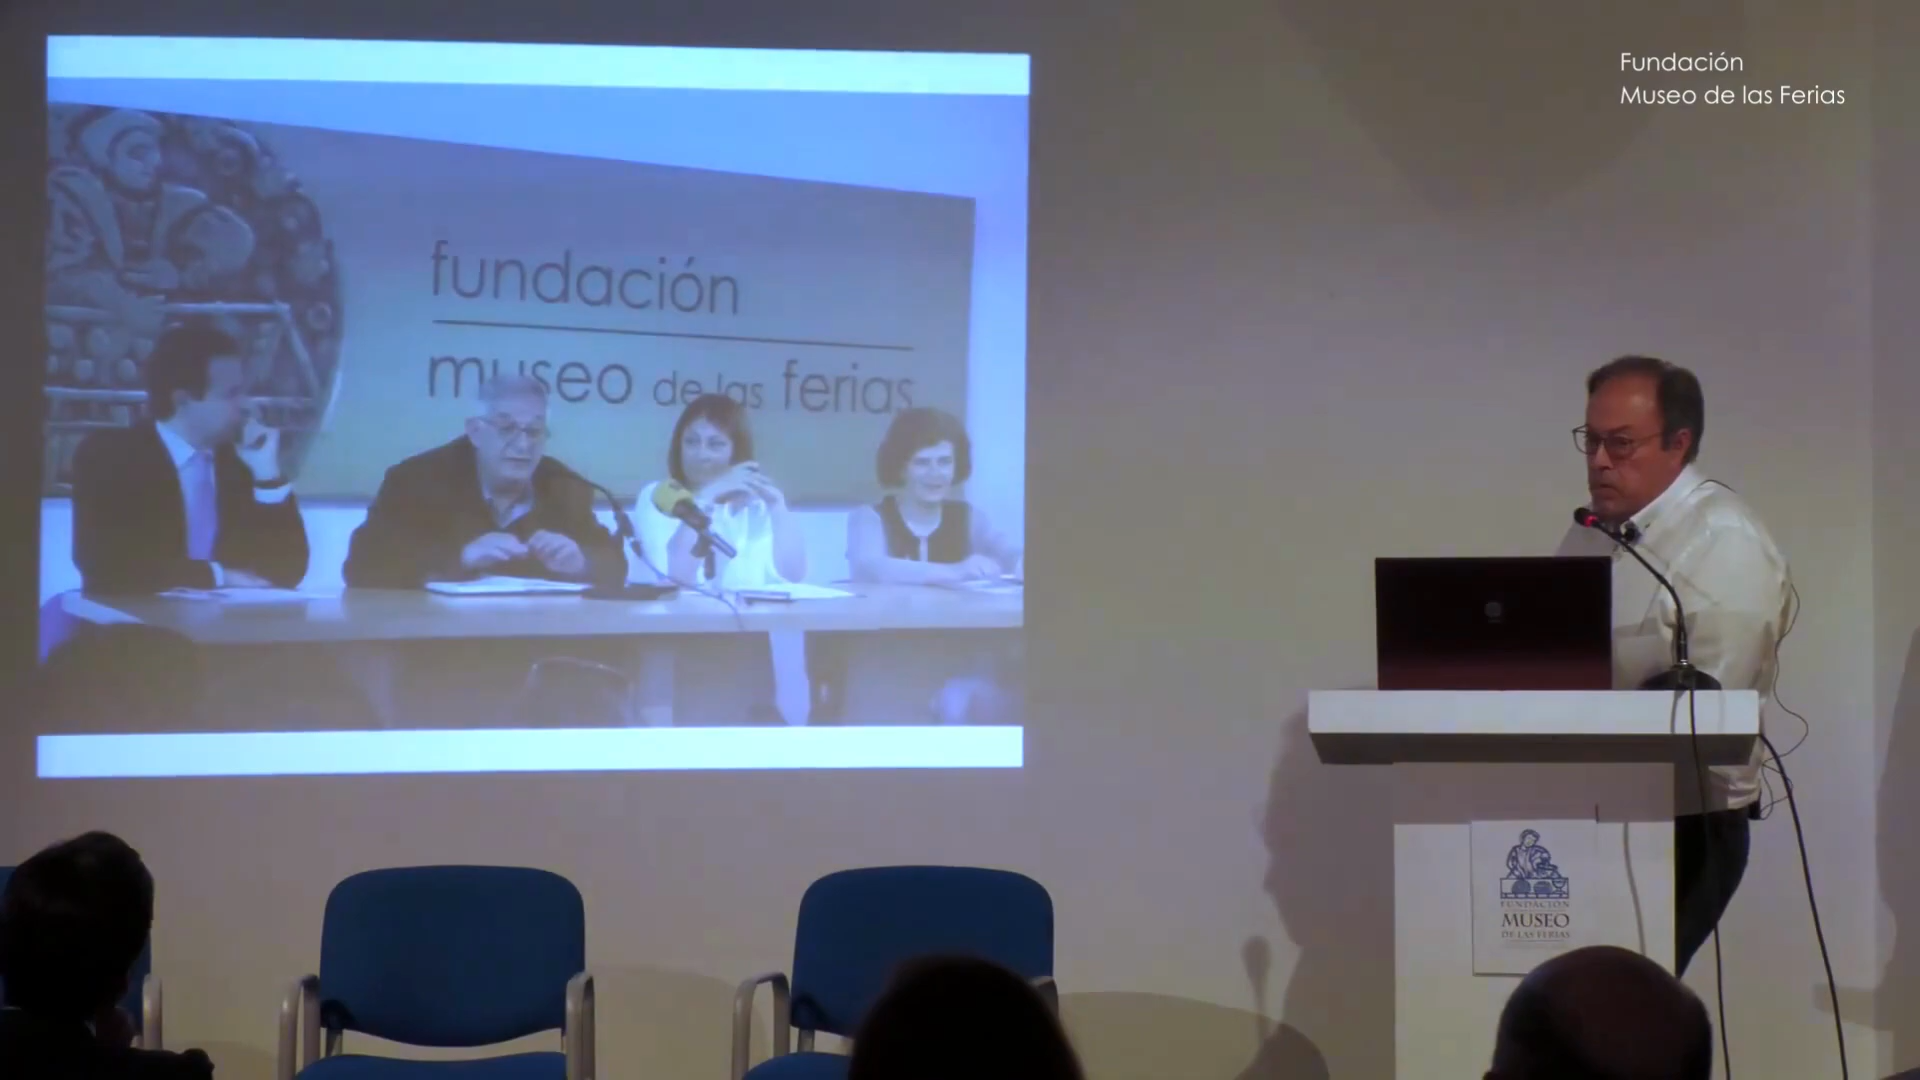 Fundación
Museo de las Ferias
fundación
museo de las ferias
FUNDACIÓN
MUSEO
DE LAS FERIAS